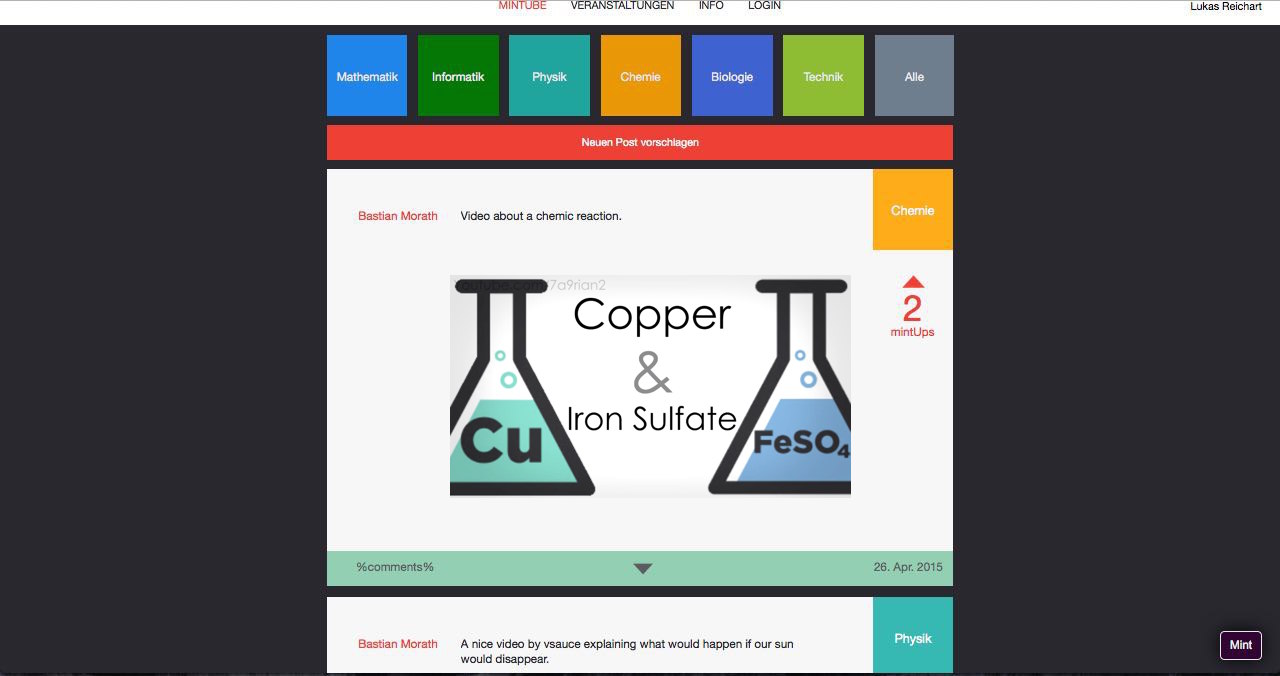 MINTUBE VERANSTALTUNGEN INFO LOGIN Lukas Reichart
Mathematik Informatik Physik Chemie Biologie Technik Alle
Neuen Post vorschlagen
Chemie
Bastian Morath Video about a chemic reaction.
youtube.com/7a9rian2
Copper
&
Iron Sulfate
Cu
FeSO4
2
mintUps
%comments% 26. Apr. 2015
Physik
Bastian Morath A nice video by vsauce explaining what would happen if our sun
would disappear.
Mint